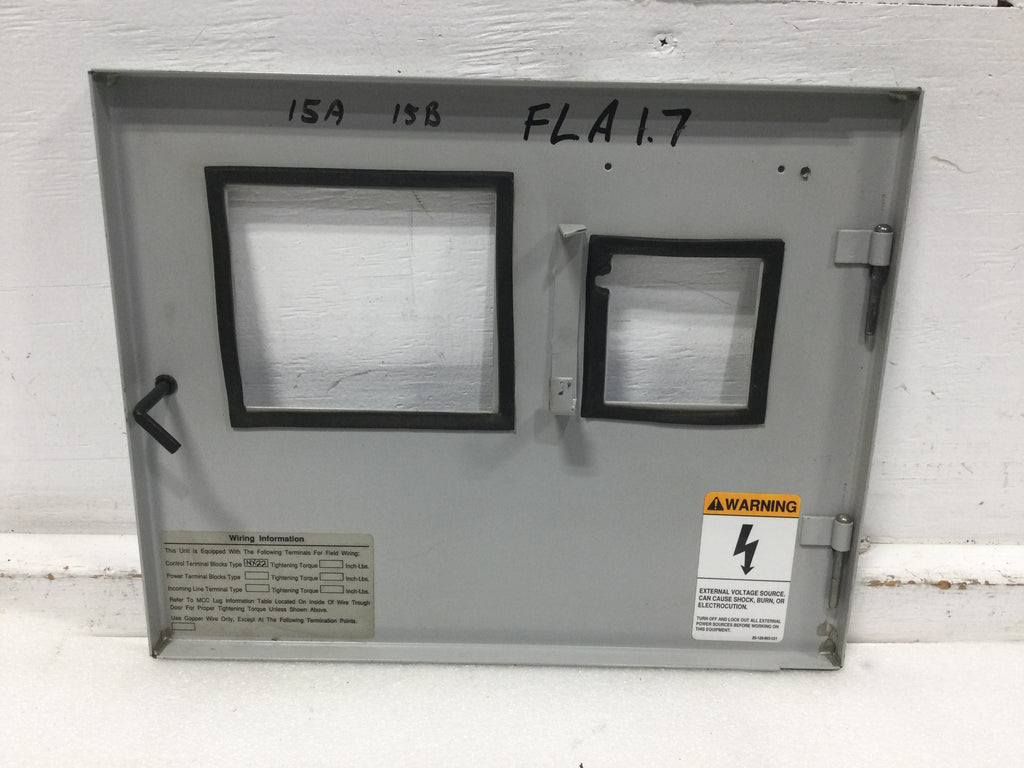 15A 15B FLA 1.7
Wiring Information
This Unit is Equipped With The Following Terminals For Field Wiring:
Control Terminal Blocks Type NX22 Tightening Torque Inch-Lbs.
Power Terminal Blocks Type Tightening Torque Inch-Lbs.
Incoming Line Terminal Type Tightening Torque Inch-Lbs.
Refer To MCC Lug Information Table Located On Inside Of Wire Trough
Door For Proper Tightening Torque Unless Shown Above.
Use Copper Wire Only, Except At The Following Termination Points.
WARNING
EXTERNAL VOLTAGE SOURCE.
CAN CAUSE SHOCK, BURN, OR
ELECTROCUTION.
TURN OFF AND LOCK OUT ALL EXTERNAL
POWER SOURCES BEFORE WORKING ON
THIS EQUIPMENT.